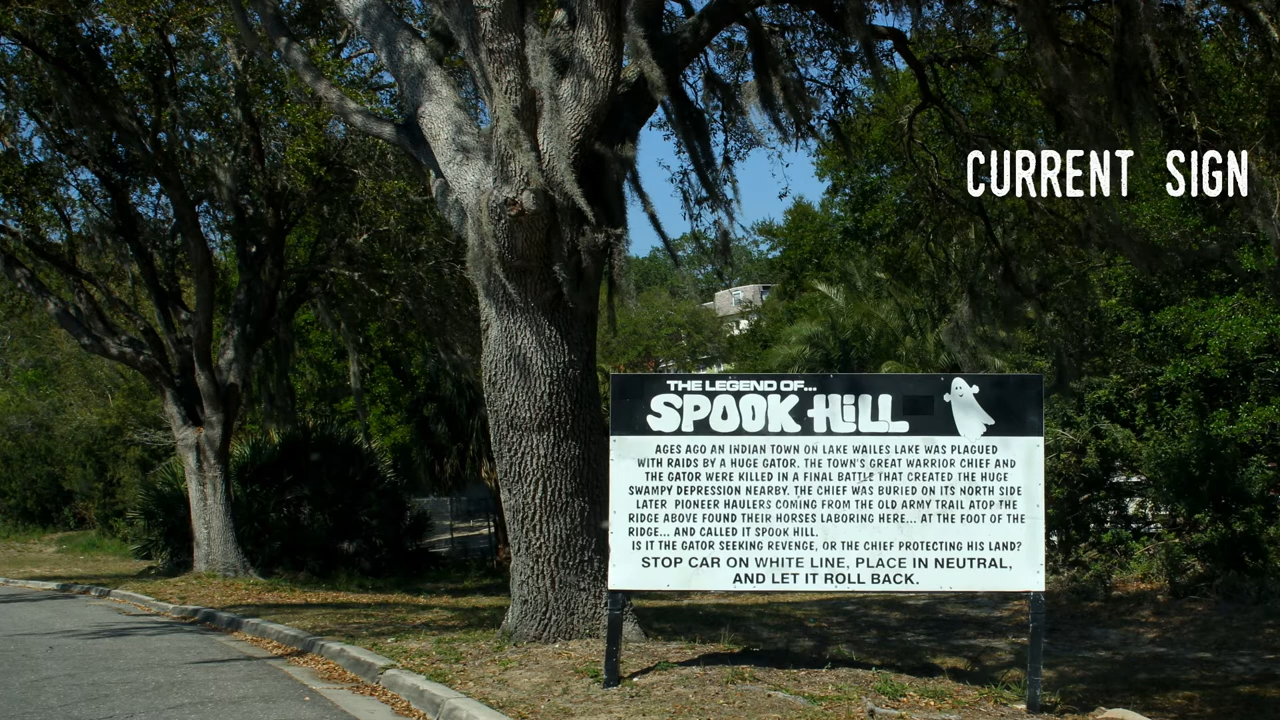 CURRENT SIGN
THE LEGEND OF...
SPOOK HiLL
AGES AGO AN INDIAN TOWN ON LAKE WAILES LAKE WAS PLAGUED
WITH RAIDS BY A HUGE GATOR. THE TOWN'S GREAT WARRIOR CHIEF AND
THE GATOR WERE KILLED IN A FINAL BATTLE THAT CREATED THE HUGE
SWAMPY DEPRESSION NEARBY. THE CHIEF WAS BURIED ON ITS NORTH SIDE
LATER PIONEER HAULERS COMING FROM THE OLD ARMY TRAIL ATOP THE
RIDGE ABOVE FOUND THEIR HORSES LABORING HERE... AT THE FOOT OF THE
RIDGE... AND CALLED IT SPOOK HILL.
IS IT THE GATOR SEEKING REVENGE, OR THE CHIEF PROTECTING HIS LAND?
STOP CAR ON WHITE LINE, PLACE IN NEUTRAL,
AND LET IT ROLL BACK.